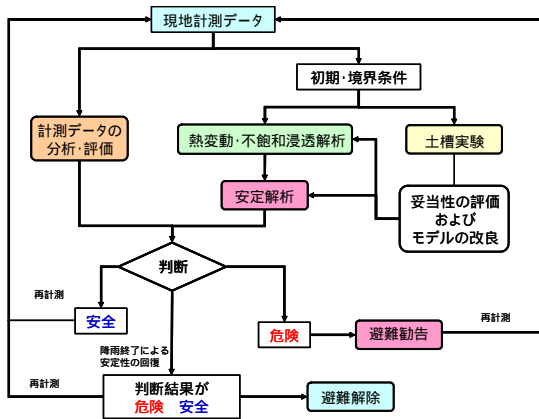 現地計測データ
初期・境界条件
計測データの
分析・評価
熱変動・不飽和浸透解析
土槽実験
安定解析
妥当性の評価
および
モデルの改良
判断
再計測
安全
危険
避難勧告
再計測
降雨終了による
安定性の回復
再計測
判断結果が
危険 安全
避難解除